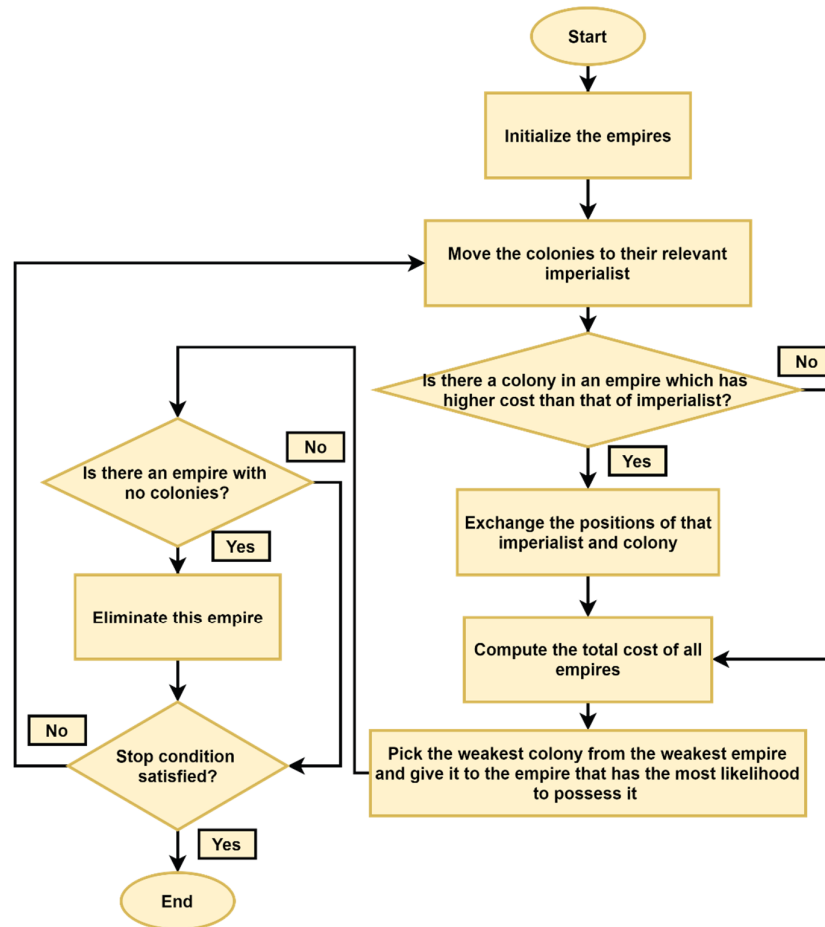 Start
Initialize the empires
Move the colonies to their relevant
imperialist
Is there a colony in an empire which has
higher cost than that of imperialist?
No
Yes
Exchange the positions of that
imperialist and colony
Compute the total cost of all
empires
Pick the weakest colony from the weakest empire
and give it to the empire that has the most likelihood
to possess it
Is there an empire with
no colonies?
No
Yes
Eliminate this empire
Stop condition
satisfied?
No
Yes
End